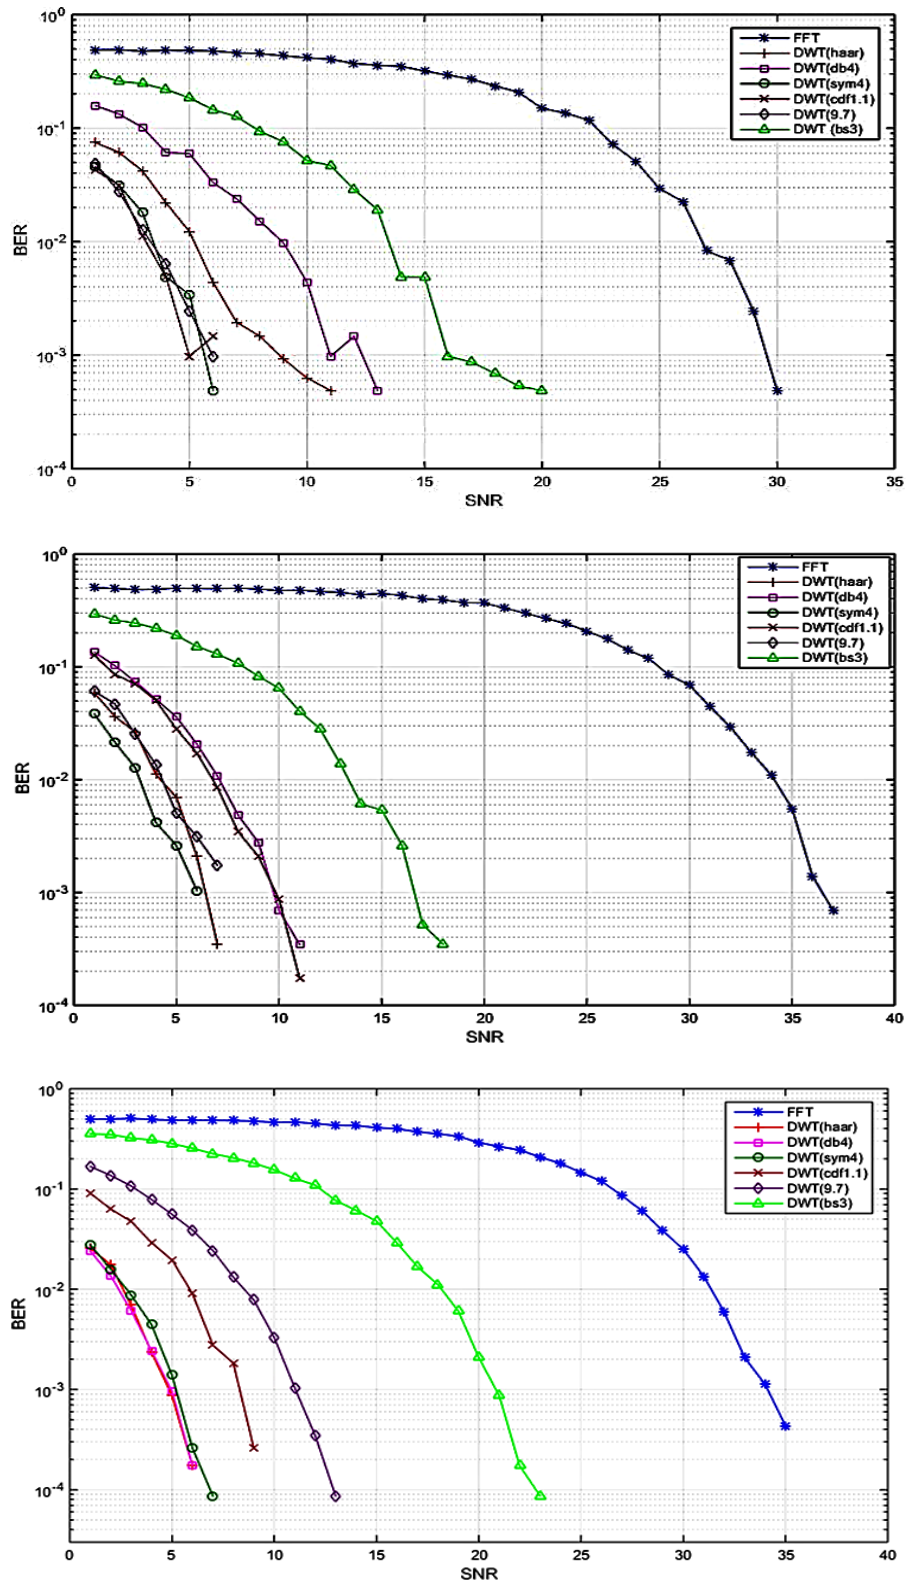 10^0
10^-1
10^-2
10^-3
10^-4
BER
5
10
15
20
25
30
35
SNR
FFT
DWT(haar)
DWT(db4)
DWT(sym4)
DWT(cdf1.1)
DWT(9.7)
DWT (bs3)
10^0
10^-1
10^-2
10^-3
10^-4
BER
0
5
10
15
20
25
30
35
40
SNR
FFT
DWT(haar)
DWT(db4)
DWT(sym4)
DWT(cdf1.1)
DWT(9.7)
DWT(bs3)
10^0
10^-1
10^-2
10^-3
10^-4
BER
0
5
10
15
20
25
30
35
40
SNR
FFT
DWT(haar)
DWT(db4)
DWT(sym4)
DWT(cdf1.1)
DWT(9.7)
DWT(bs3)